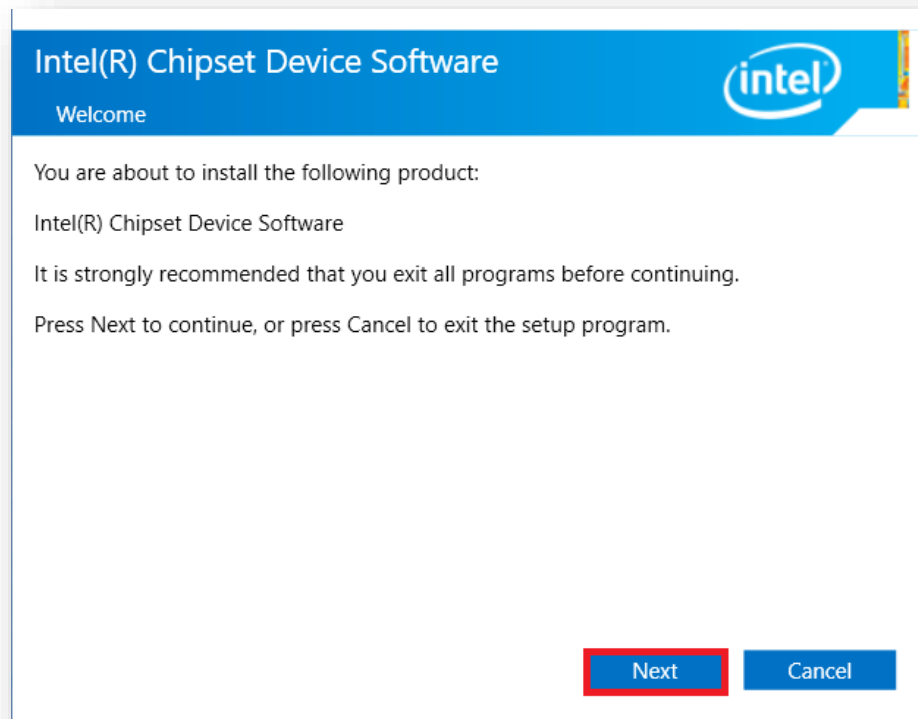 Intel(R) Chipset Device Software
intel
Welcome
You are about to install the following product:
Intel(R) Chipset Device Software
It is strongly recommended that you exit all programs before continuing.
Press Next to continue, or press Cancel to exit the setup program.
Next
Cancel